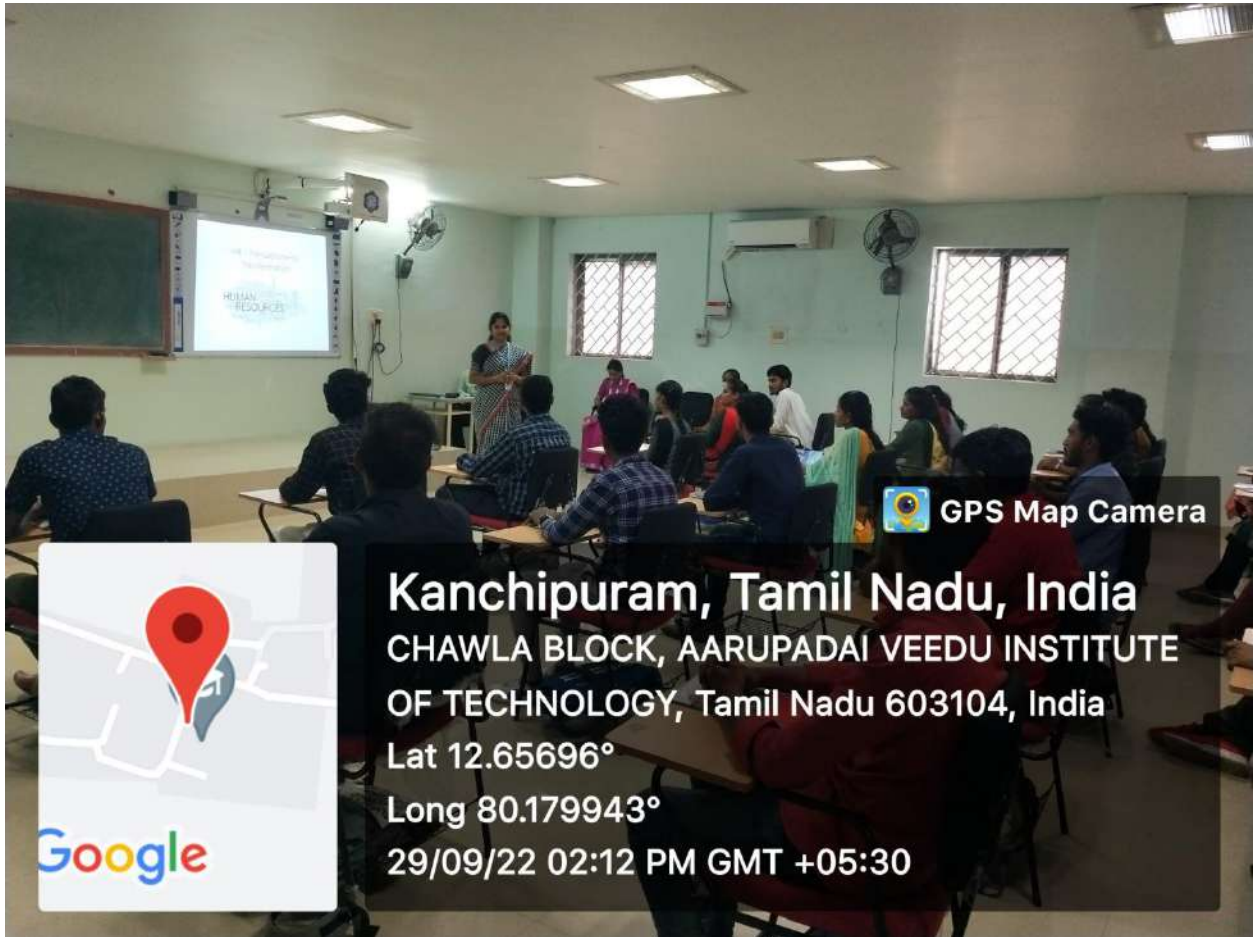 HUMAN
RESOURCES
GPS Map Camera
Kanchipuram, Tamil Nadu, India
CHAWLA BLOCK, AARUPADAI VEEDU INSTITUTE
OF TECHNOLOGY, Tamil Nadu 603104, India
Lat 12.65696°
Long 80.179943°
29/09/22 02:12 PM GMT +05:30
Google